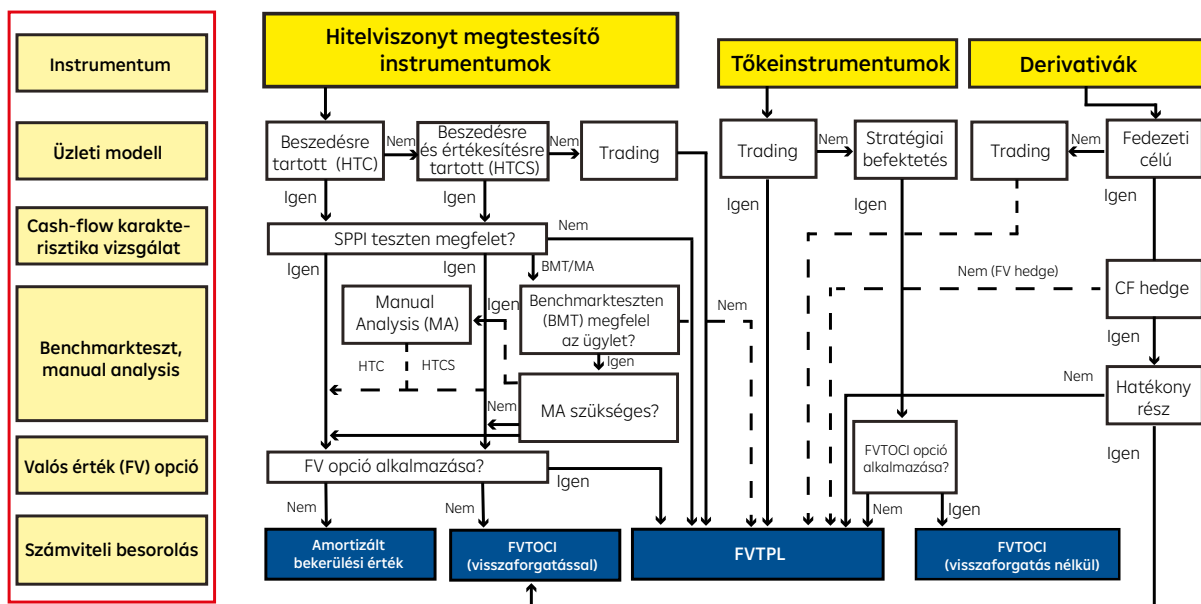 Instrumentum
Üzleti modell
Cash-flow karakte-
risztika vizsgálat
Benchmarkteszt,
manual analysis
Valós érték (FV) opció
Számviteli besorolás
Hitelviszonyt megtestesítő
instrumentumok
Tőkeinstrumentumok
Derivatívák
Beszedésre
tartott (HTC)
Nem
Beszedésre
és értékesítésre
tartott (HTCS)
Nem
Trading
Trading
Nem
Stratégiai
befektetés
Trading
Nem
Fedezeti
célú
Igen
Igen
Igen
Igen
SPPI teszten megfelet?
Nem
Igen
Igen
BMT/MA
Nem (FV hedge)
CF hedge
Manual
Analysis (MA)
Igen
Benchmarkteszten
(BMT) megfelel
az ügylet?
Nem
Igen
HTC
HTCS
Igen
Nem
Hatékony
rész
MA szükséges?
Nem
FV opció alkalmazása?
Igen
FVTOCI opció
alkalmazása?
Igen
Nem
Nem
Nem
Igen
Amortizált
bekerülési érték
FVTOCI
(visszaforgatással)
FVTPL
FVTOCI
(visszaforgatás nélkül)